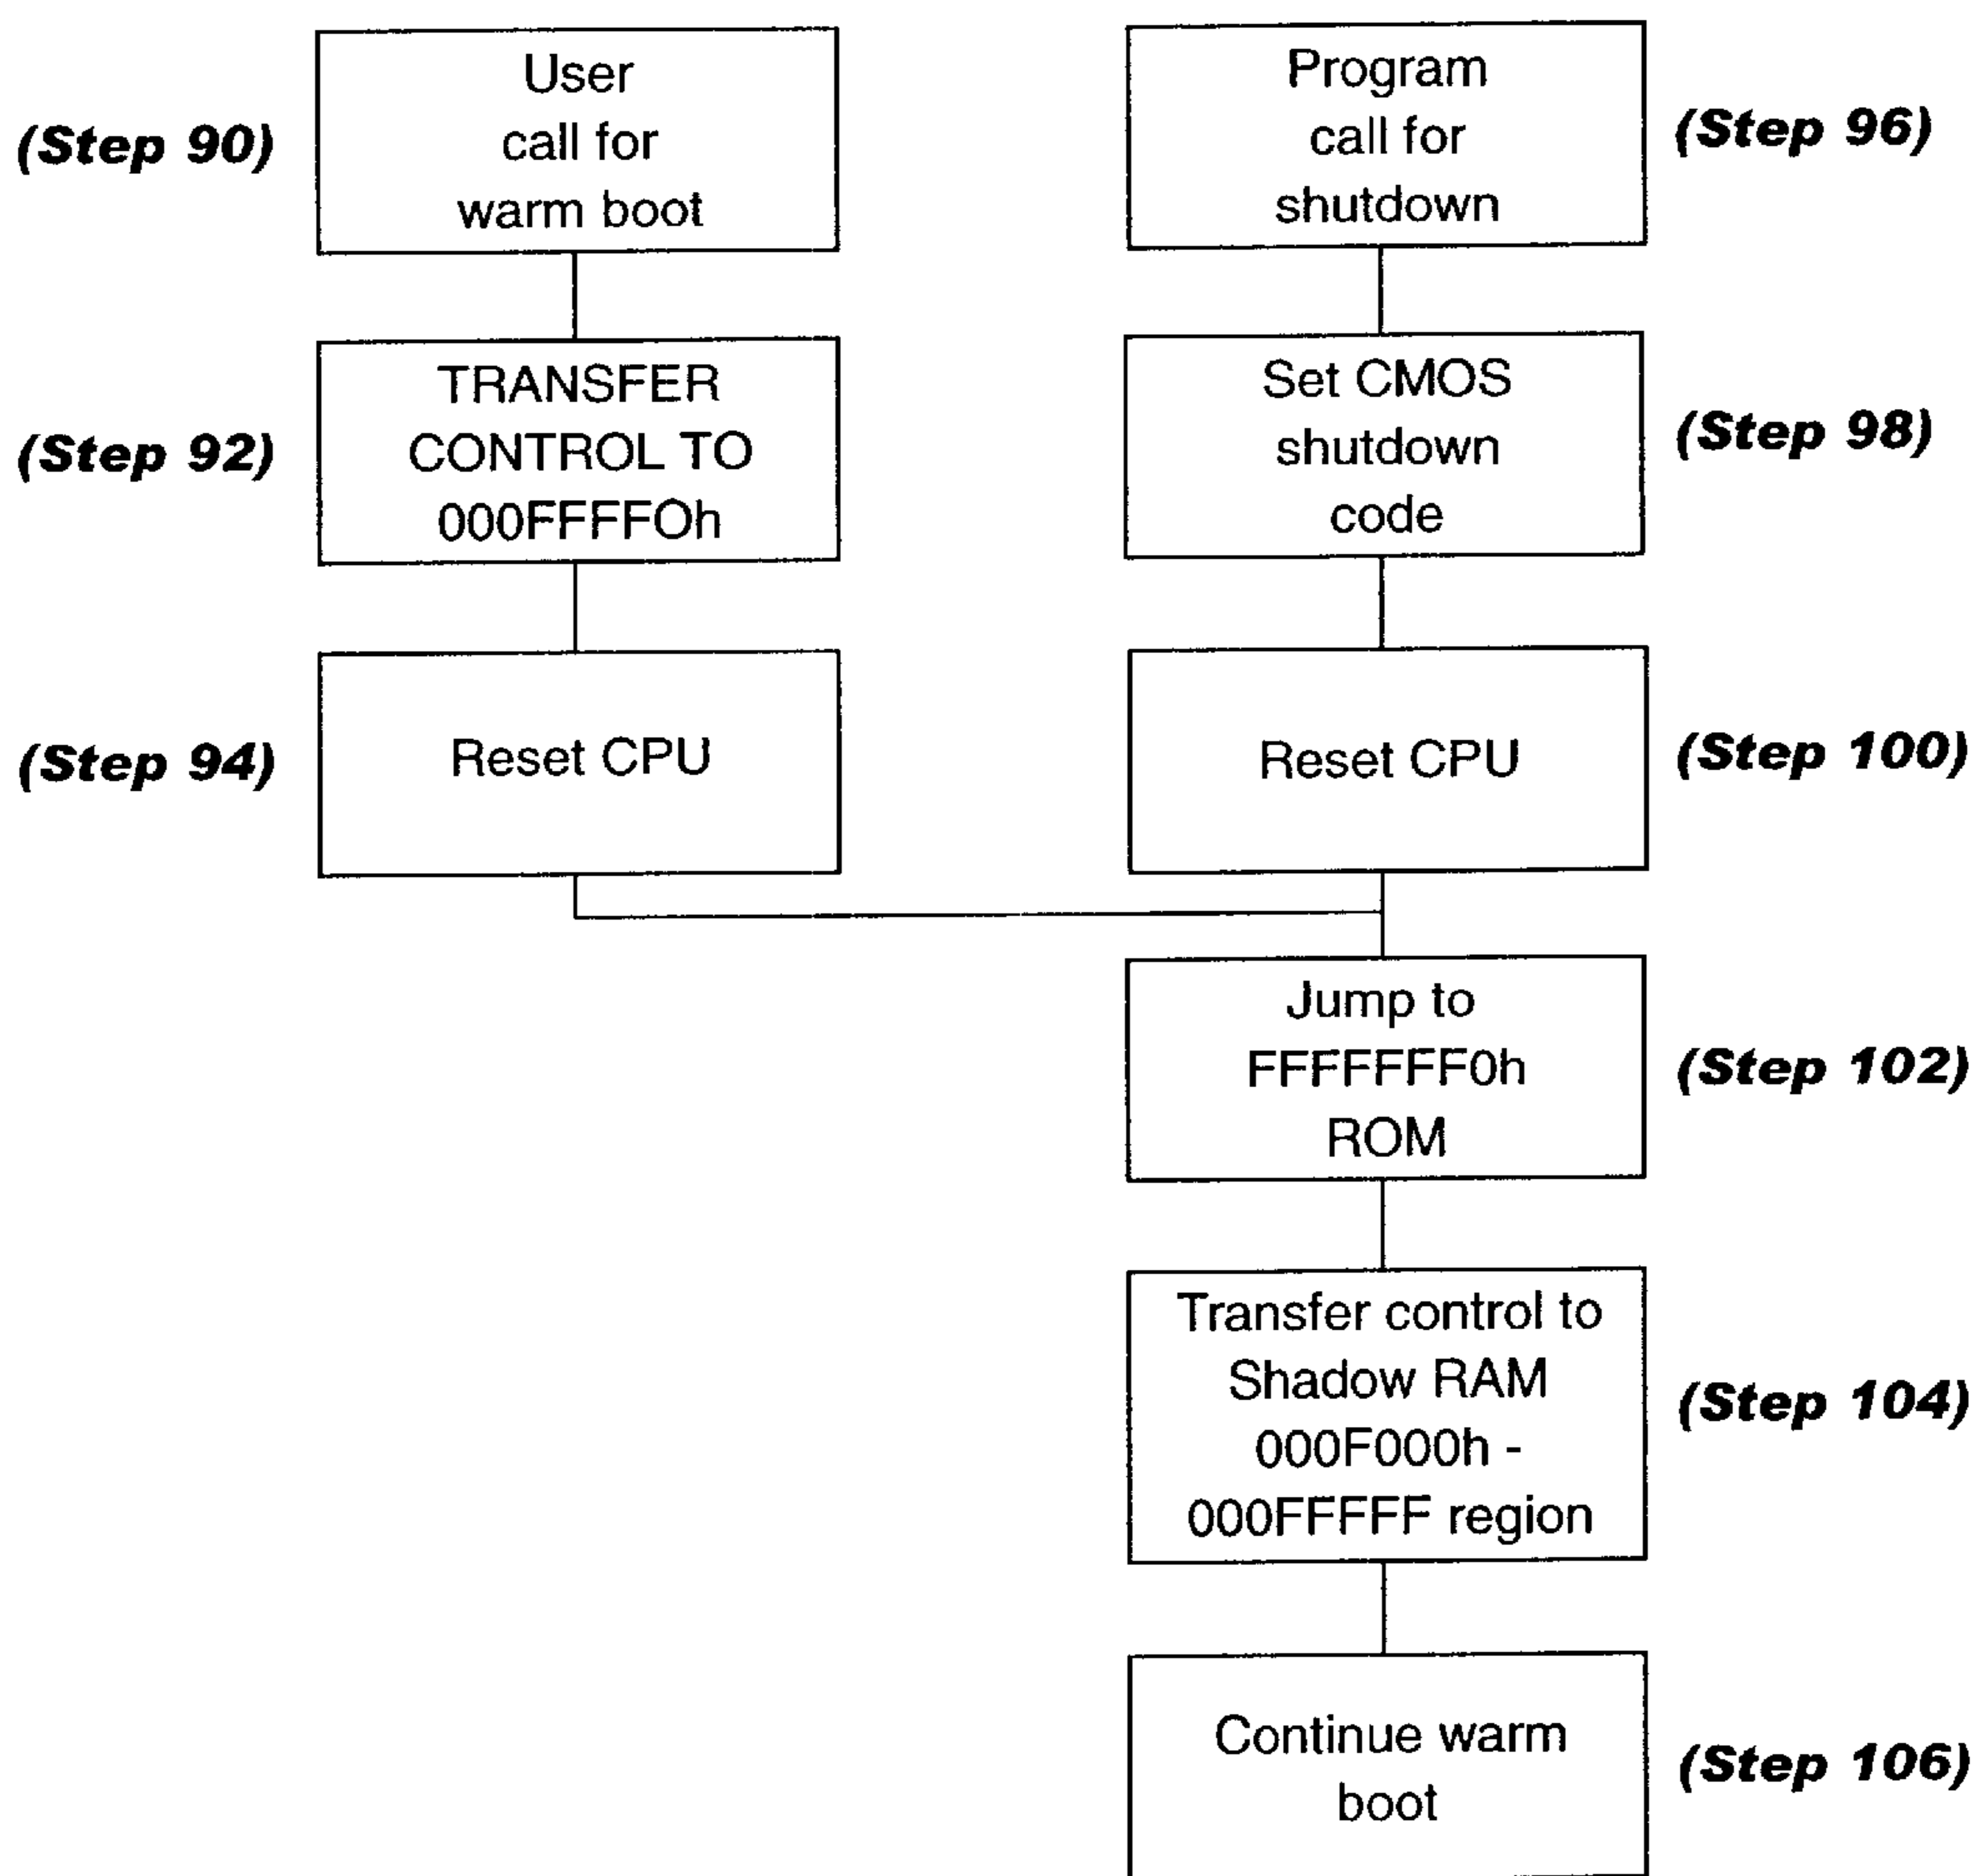 User
call for
warm boot
(Step 90)
TRANSFER
CONTROL TO
000FFFFOh
(Step 92)
Reset CPU
(Step 94)
Program
call for
shutdown
(Step 96)
Set CMOS
shutdown
code
(Step 98)
Reset CPU
(Step 100)
Jump to
FFFFFFF0h
ROM
(Step 102)
Transfer control to
Shadow RAM
000F000h -
000FFFFF region
(Step 104)
Continue warm
boot
(Step 106)